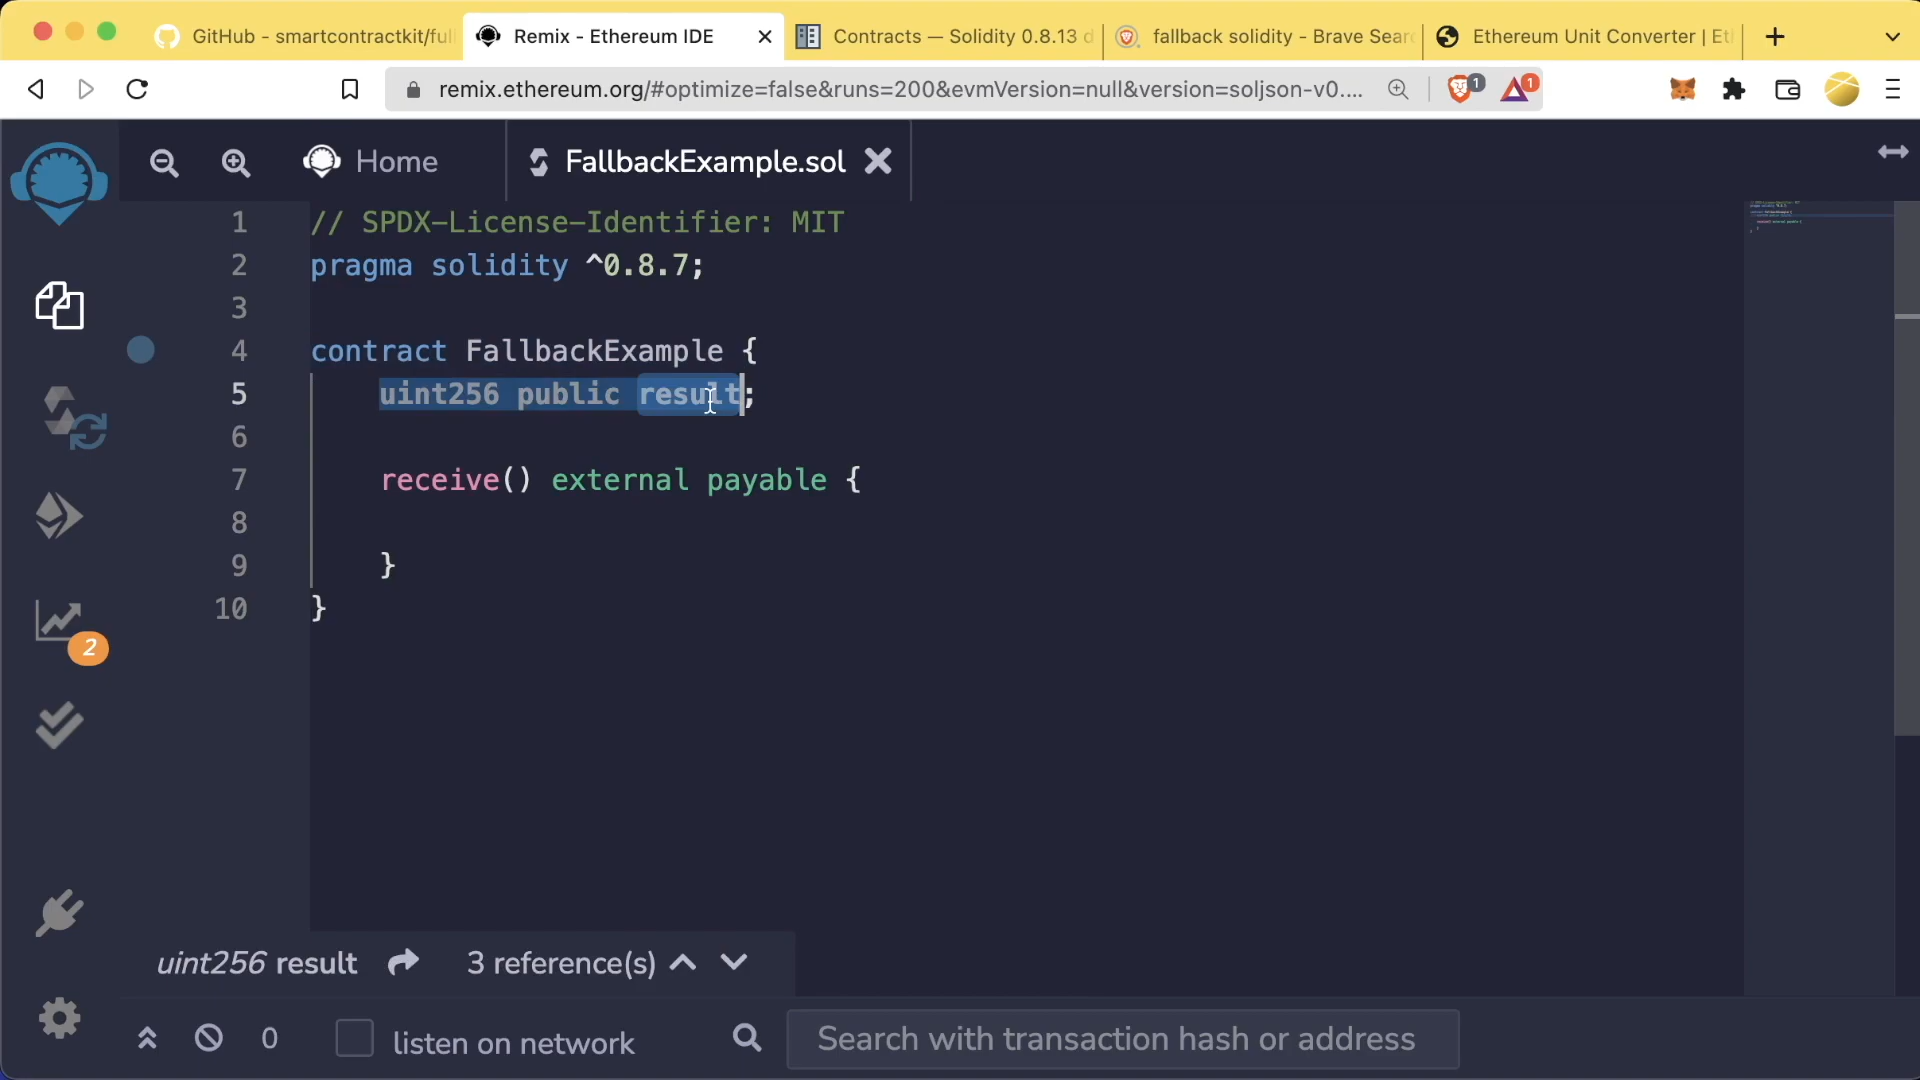 GitHub - smartcontractkit/full
Remix - Ethereum IDE
Contracts — Solidity 0.8.13 d
fallback solidity - Brave Sear
Ethereum Unit Converter | Et
remix.ethereum.org/#optimize=false&runs=200&evmVersion=null&version=soljson-v0....
1
1
Home
FallbackExample.sol
1 // SPDX-License-Identifier: MIT
2 pragma solidity ^0.8.7;
3
4 contract FallbackExample {
5 uint256 public result;
6
7 receive() external payable {
8
9 }
10 }
2
uint256 result
3 reference(s)
0
listen on network
Search with transaction hash or address